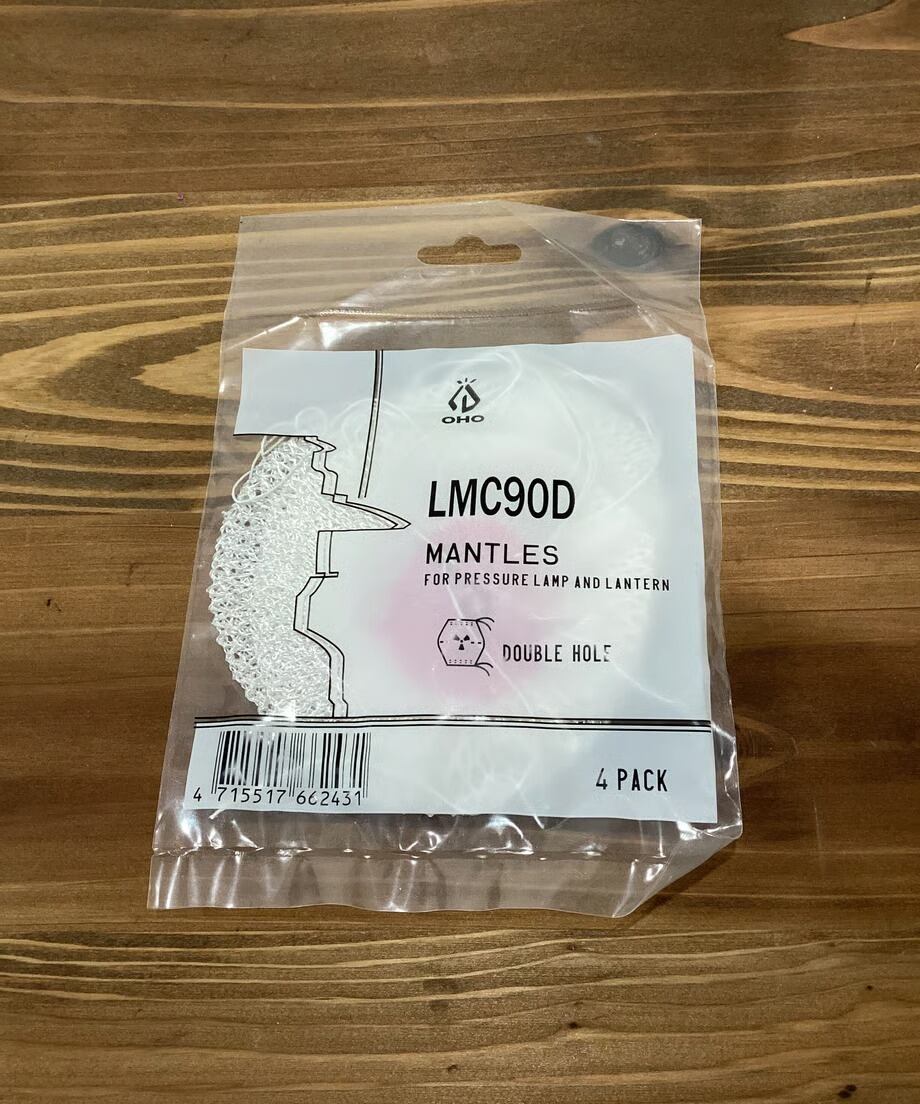 OHO
LMC90D
MANTLES
FOR PRESSURE LAMP AND LANTERN
DOUBLE HOLE
4 715517 662431
4 PACK